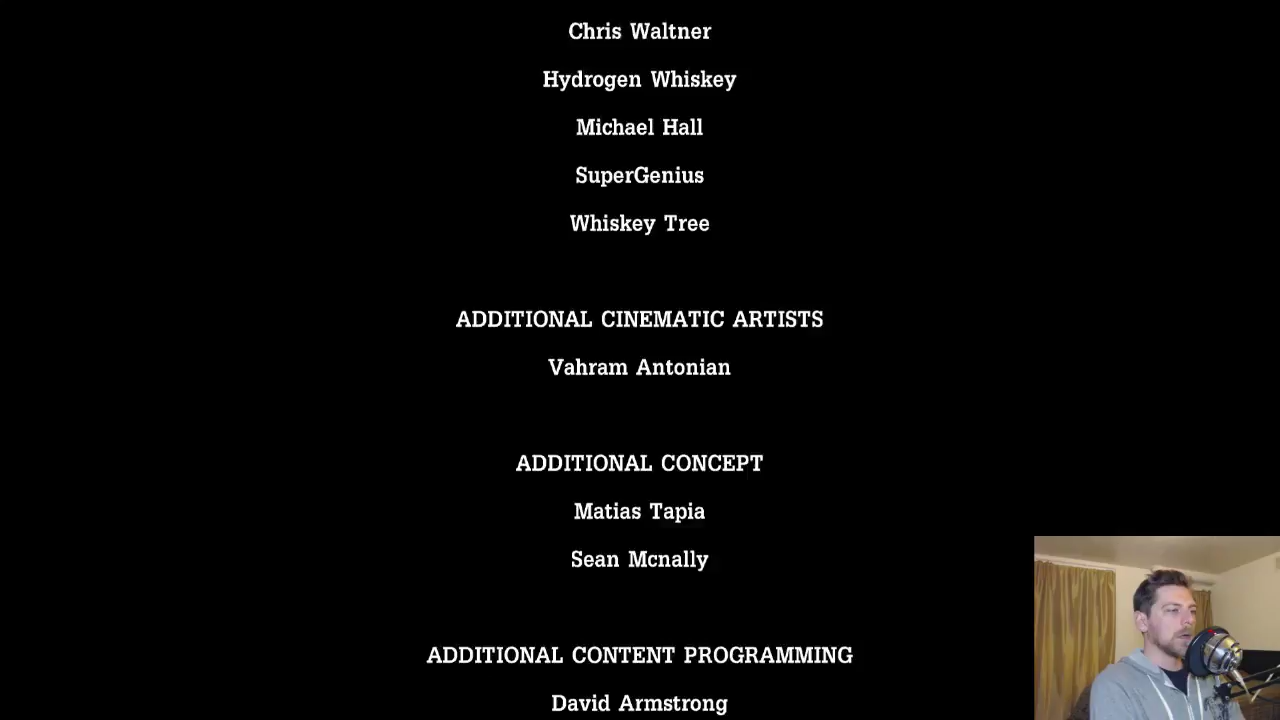 Chris Waltner
Hydrogen Whiskey
Michael Hall
SuperGenius
Whiskey Tree
ADDITIONAL CINEMATIC ARTISTS
Vahram Antonian
ADDITIONAL CONCEPT
Matias Tapia
Sean Mcnally
ADDITIONAL CONTENT PROGRAMMING
David Armstrong